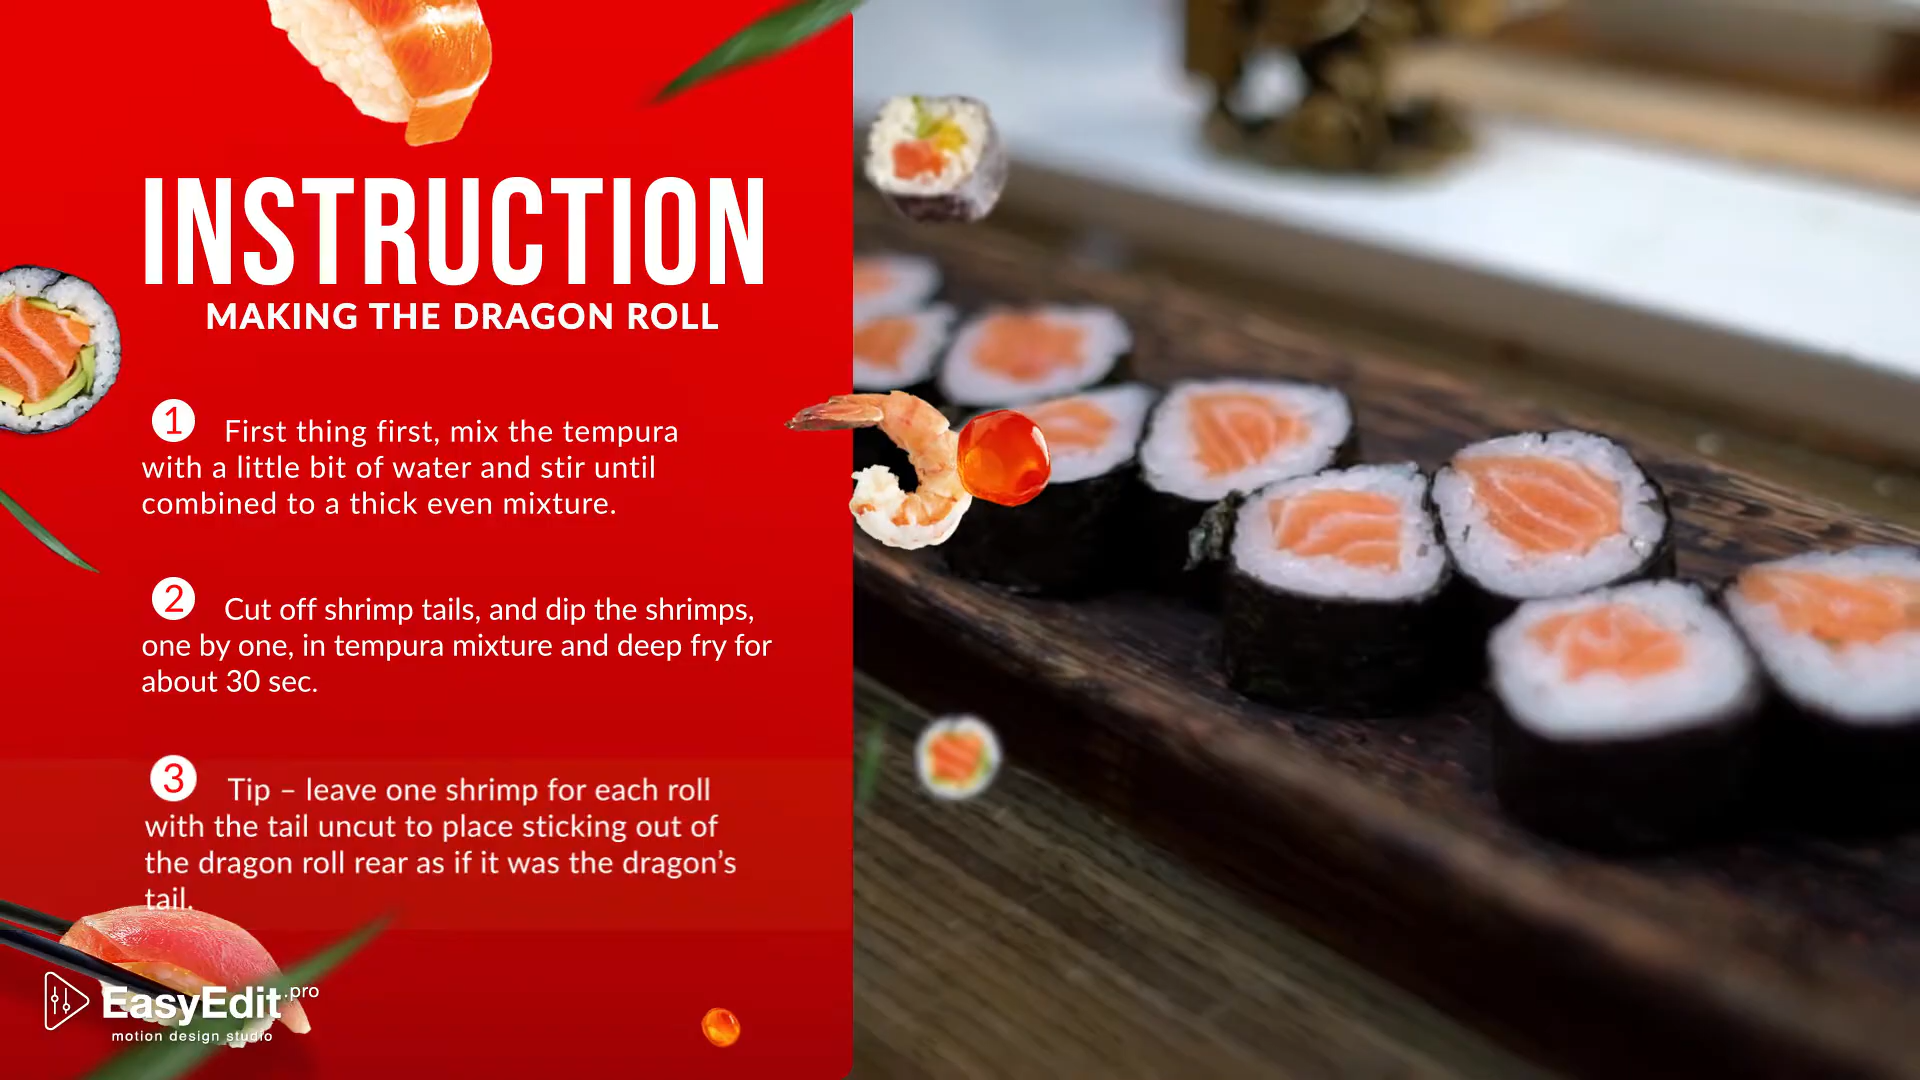 INSTRUCTION
MAKING THE DRAGON ROLL
1 First thing first, mix the tempura
with a little bit of water and stir until
combined to a thick even mixture.
2 Cut off shrimp tails, and dip the shrimps,
one by one, in tempura mixture and deep fry for
about 30 sec.
3 Tip – leave one shrimp for each roll
with the tail uncut to place sticking out of
the dragon roll rear as if it was the dragon’s
tail.
EasyEdit.pro
motion design studio